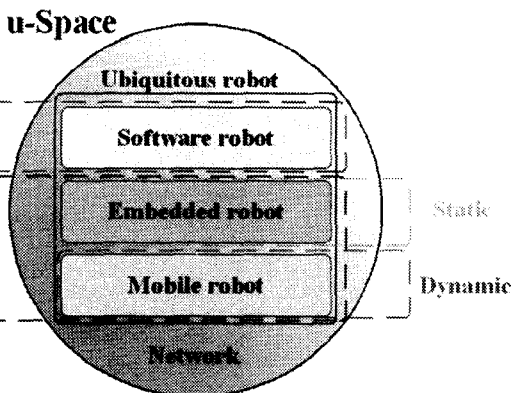 u-Space
Ubiquitous robot
Software robot
Embedded robot
Static
Mobile robot
Dynamic
Network